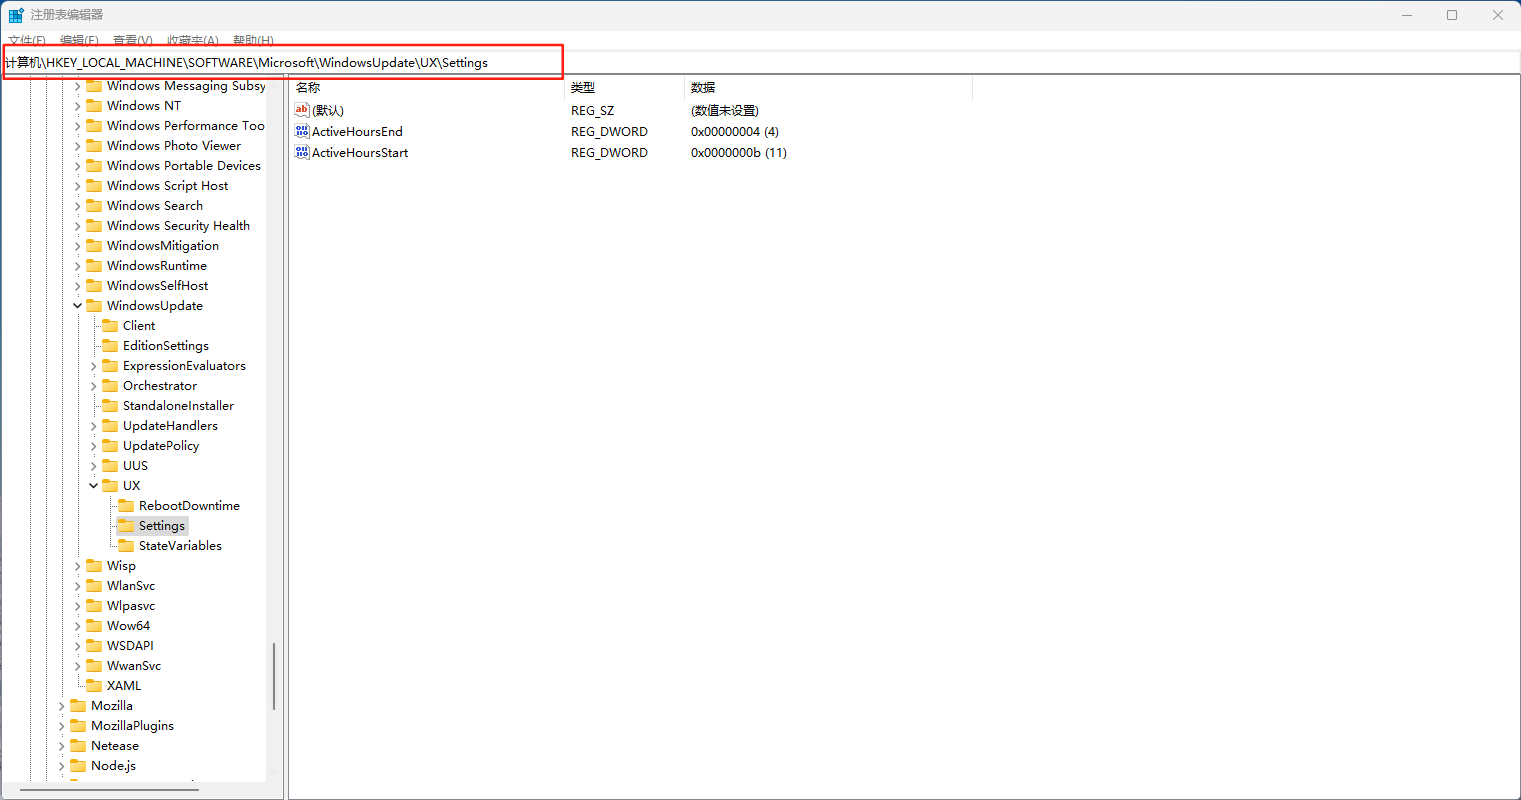 注册表编辑器
文件(F) 编辑(E) 查看(V) 收藏夹(A) 帮助(H)
计算机\HKEY_LOCAL_MACHINE\SOFTWARE\Microsoft\WindowsUpdate\UX\Settings
Windows Messaging Subsy
Windows NT
Windows Performance Too
Windows Photo Viewer
Windows Portable Devices
Windows Script Host
Windows Search
Windows Security Health
WindowsMitigation
WindowsRuntime
WindowsSelfHost
WindowsUpdate
Client
EditionSettings
ExpressionEvaluators
Orchestrator
StandaloneInstaller
UpdateHandlers
UpdatePolicy
UUS
UX
RebootDowntime
Settings
StateVariables
Wisp
WlanSvc
Wlpasvc
Wow64
WSDAPI
WwanSvc
XAML
Mozilla
MozillaPlugins
Netease
Node.js
名称 类型 数据
(默认) REG_SZ (数值未设置)
ActiveHoursEnd REG_DWORD 0x00000004 (4)
ActiveHoursStart REG_DWORD 0x0000000b (11)